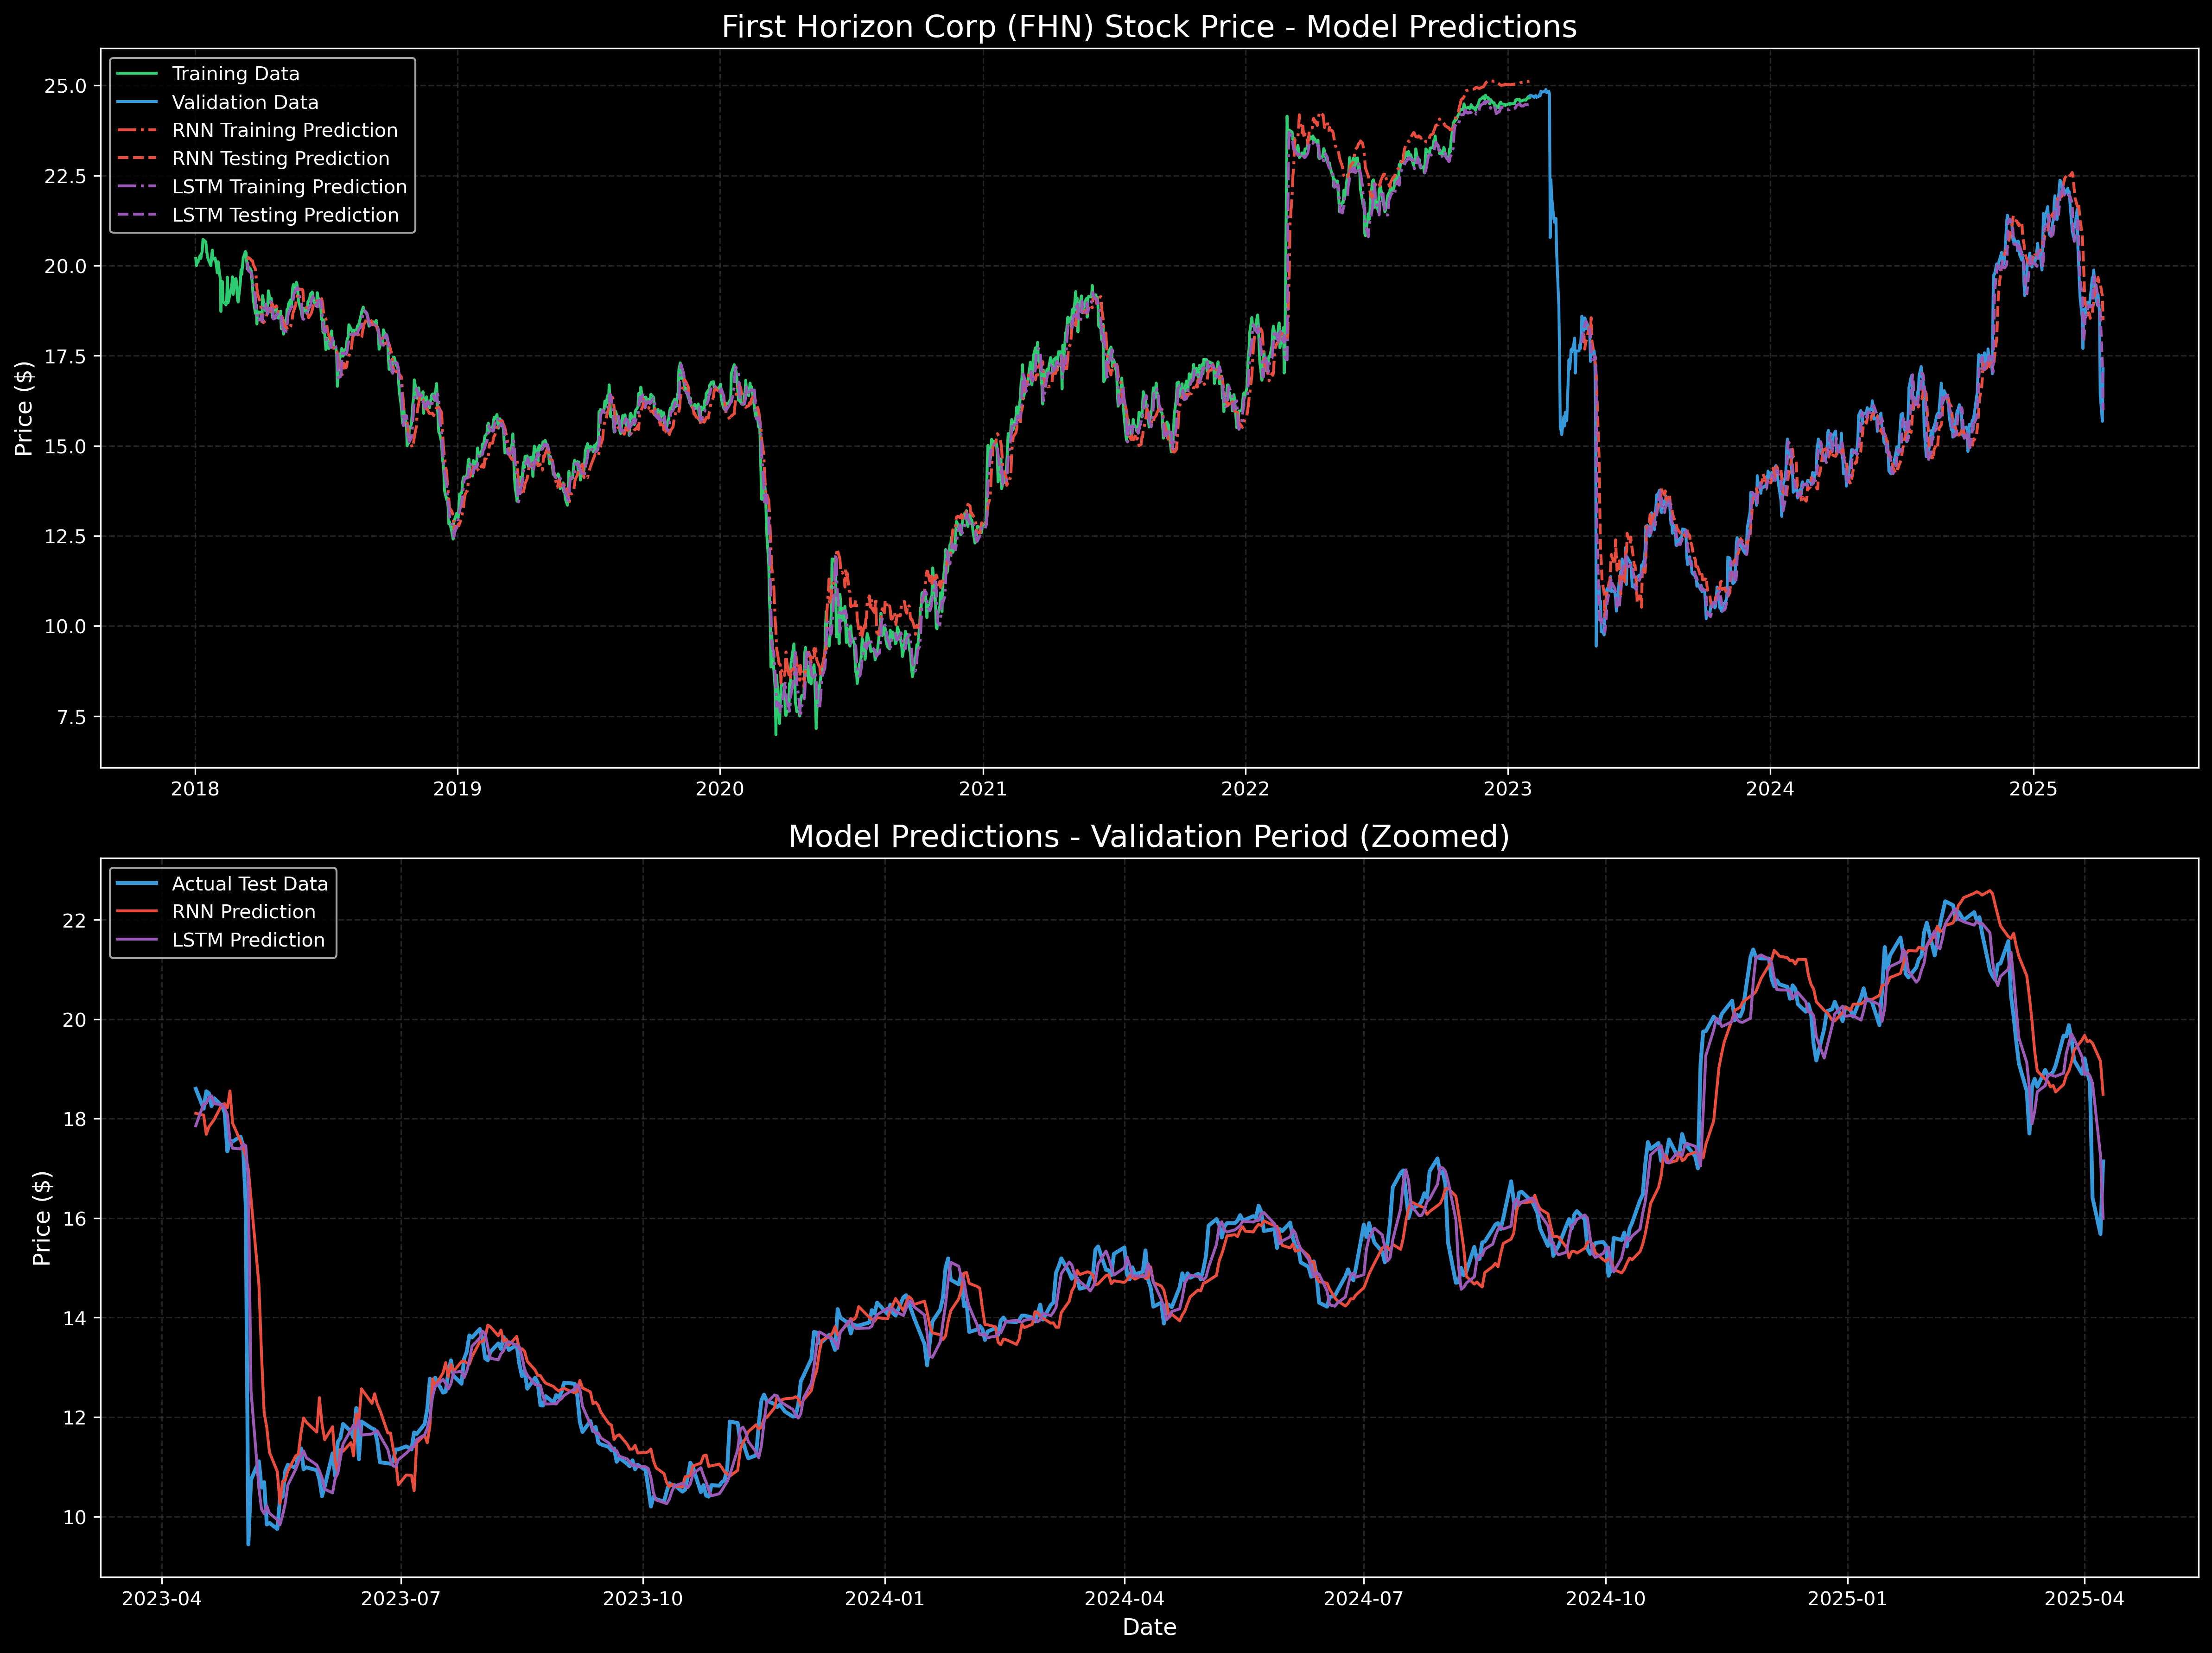 First Horizon Corp (FHN) Stock Price - Model Predictions
Training Data
Validation Data
RNN Training Prediction
RNN Testing Prediction
LSTM Training Prediction
LSTM Testing Prediction
Price ($)
25.0
22.5
20.0
17.5
15.0
12.5
10.0
7.5
2018 2019 2020 2021 2022 2023 2024 2025
Model Predictions - Validation Period (Zoomed)
Actual Test Data
RNN Prediction
LSTM Prediction
Price ($)
22
20
18
16
14
12
10
2023-04 2023-07 2023-10 2024-01 2024-04 2024-07 2024-10 2025-01 2025-04
Date